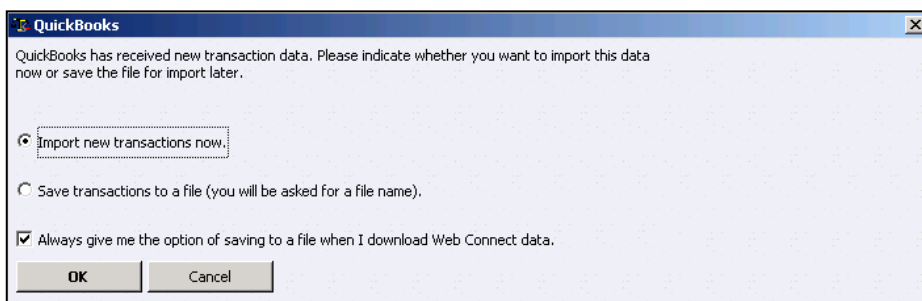 QuickBooks
QuickBooks has received new transaction data. Please indicate whether you want to import this data
now or save the file for import later.
Import new transactions now.
Save transactions to a file (you will be asked for a file name).
Always give me the option of saving to a file when I download Web Connect data.
OK Cancel